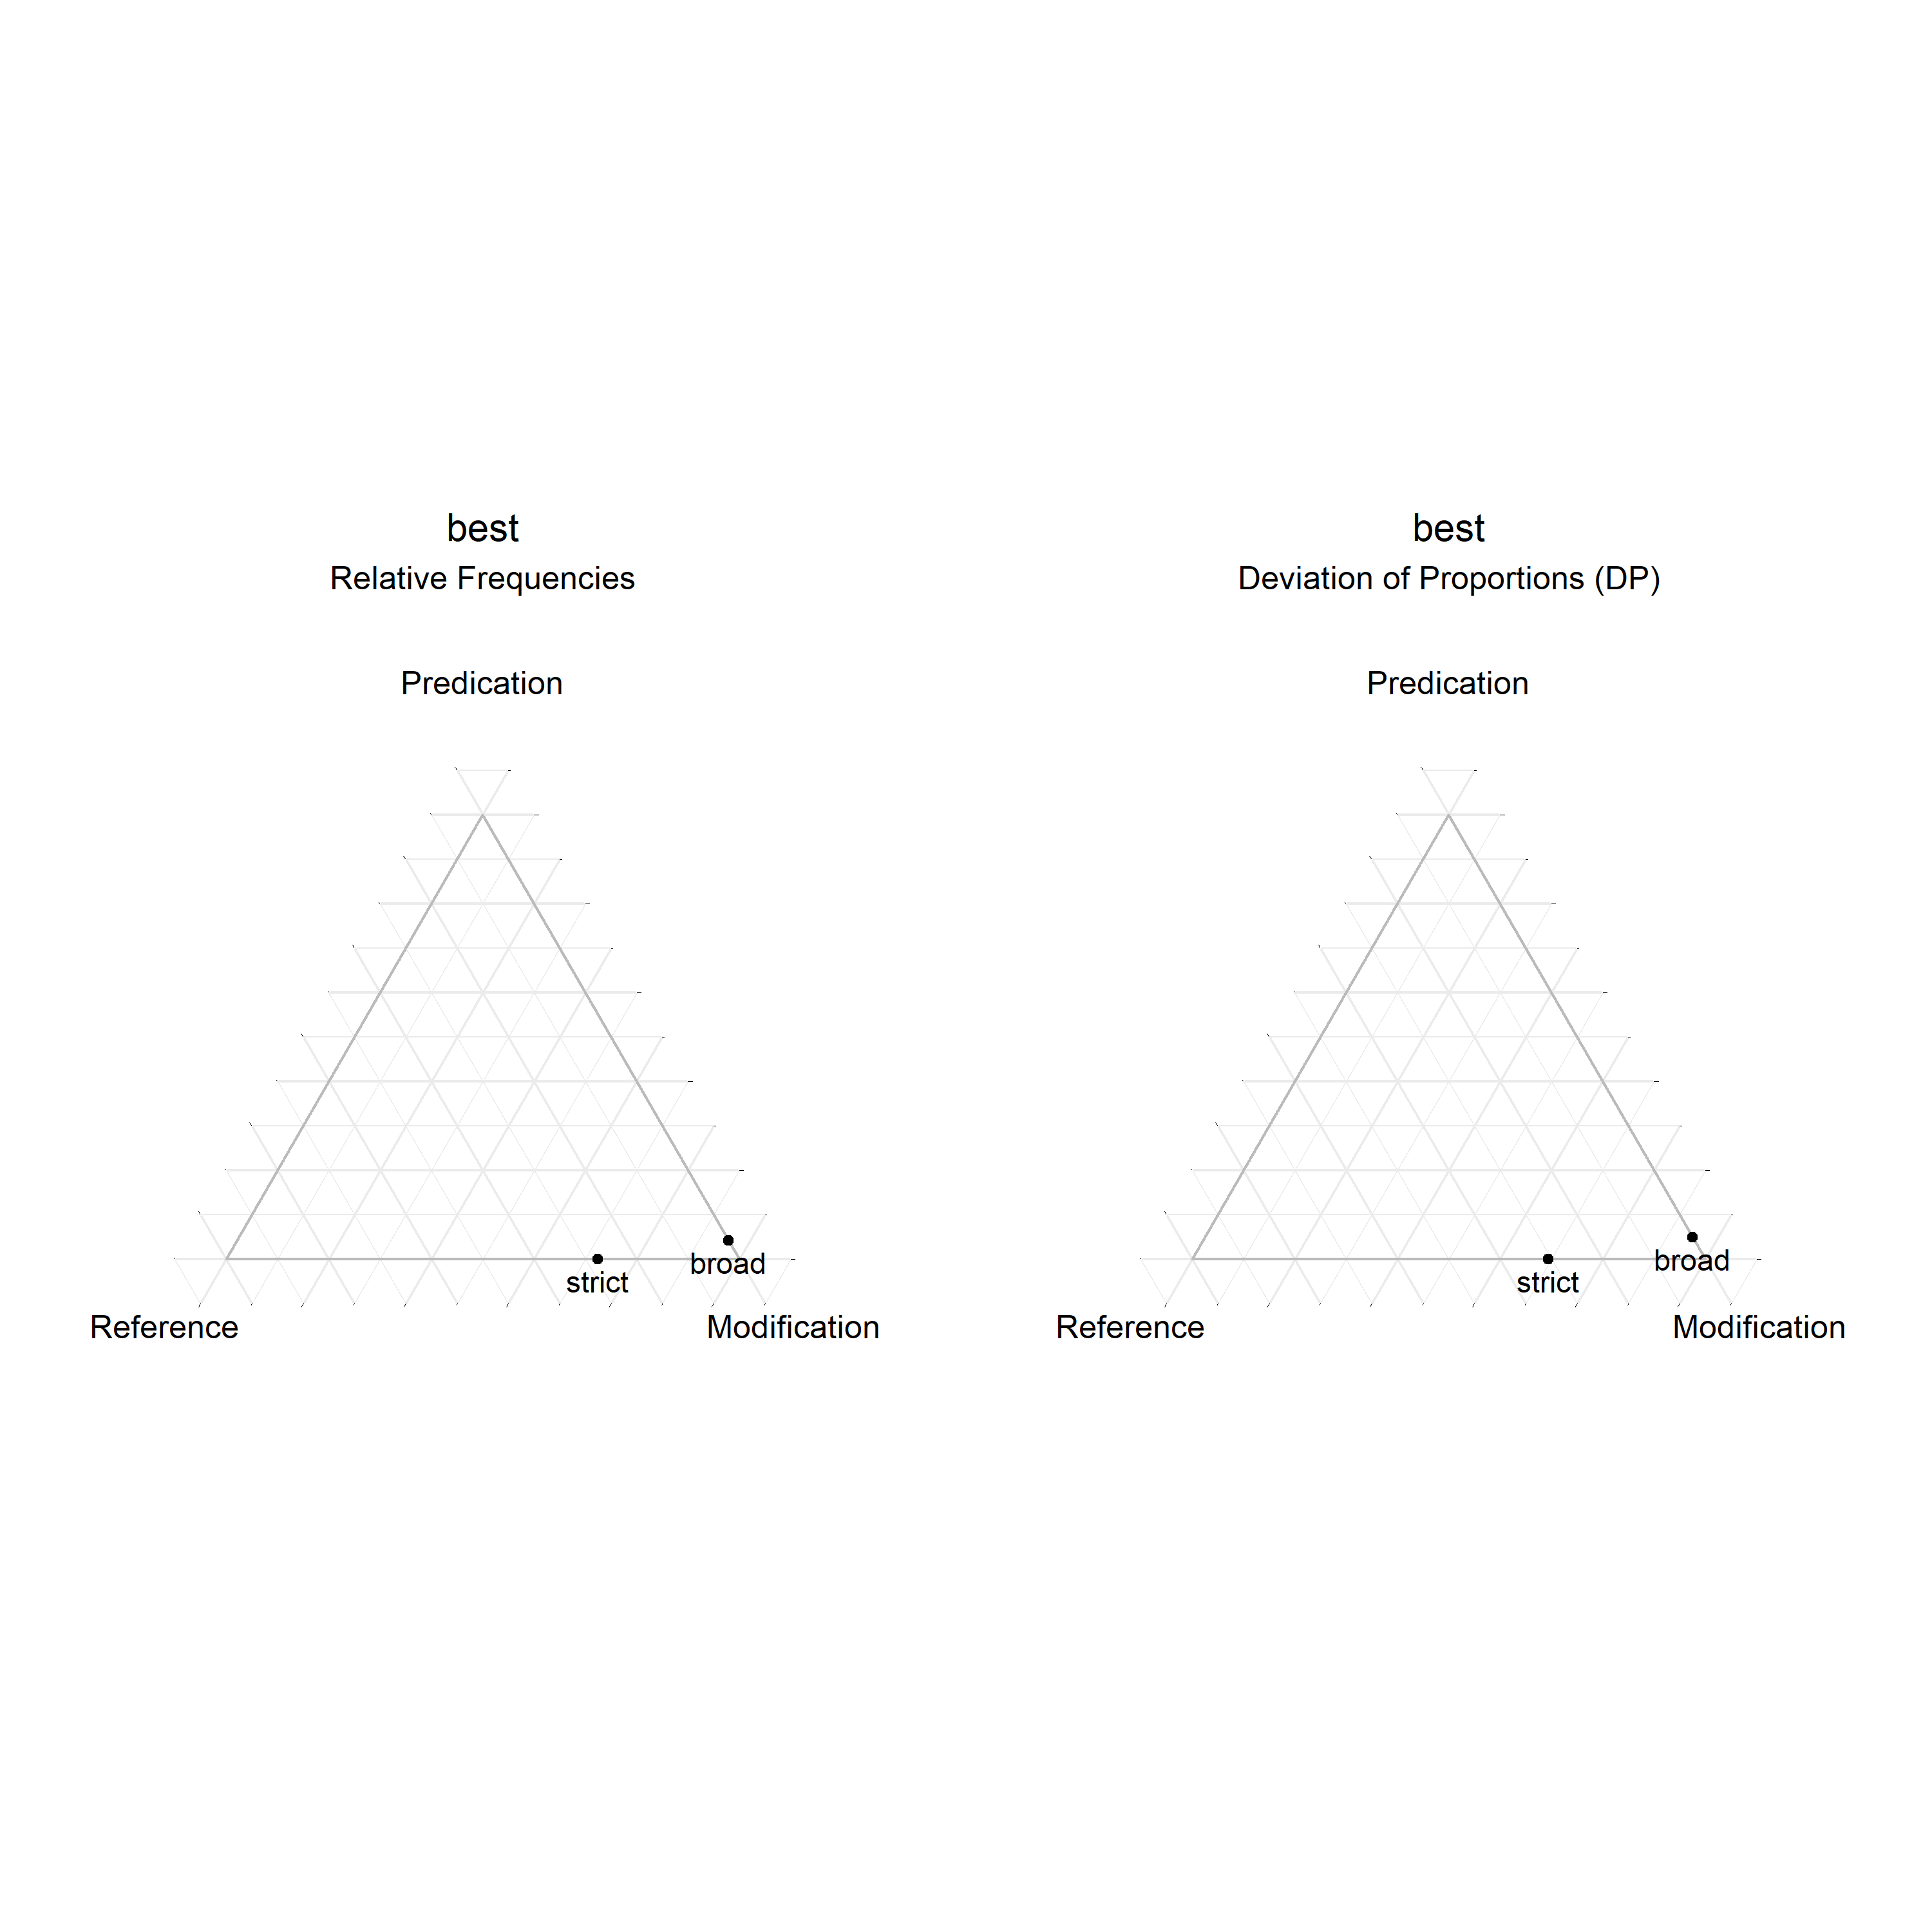 best
Relative Frequencies
Predication
broad
strict
Reference
Modification
best
Deviation of Proportions (DP)
Predication
broad
strict
Reference
Modification